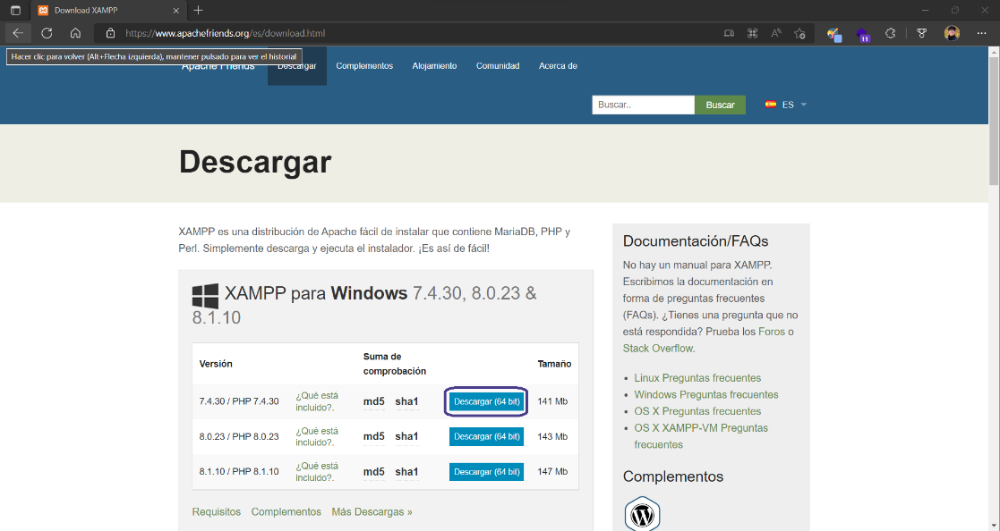 Download XAMPP
https://www.apachefriends.org/es/download.html
11
Hacer clic para volver (Alt+Flecha izquierda), mantener pulsado para ver el historial
Apache Friends
Descargar
Complementos
Alojamiento
Comunidad
Acerca de
Buscar..
Buscar
ES
Descargar
XAMPP es una distribución de Apache fácil de instalar que contiene MariaDB, PHP y
Perl. Simplemente descarga y ejecuta el instalador. ¡Es así de fácil!
XAMPP para Windows 7.4.30, 8.0.23 &
8.1.10
Versión
Suma de
comprobación
Tamaño
7.4.30 / PHP 7.4.30
¿Qué está
incluido?.
md5 sha1
Descargar (64 bit)
141 Mb
8.0.23 / PHP 8.0.23
¿Qué está
incluido?.
md5 sha1
Descargar (64 bit)
143 Mb
8.1.10 / PHP 8.1.10
¿Qué está
incluido?.
md5 sha1
Descargar (64 bit)
147 Mb
Requisitos Complementos Más Descargas »
Documentación/FAQs
No hay un manual para XAMPP.
Escribimos la documentación en
forma de preguntas frecuentes
(FAQs). ¿Tienes una pregunta que no
está respondida? Prueba los Foros o
Stack Overflow.
• Linux Preguntas frecuentes
• Windows Preguntas frecuentes
• OS X Preguntas frecuentes
• OS X XAMPP-VM Preguntas
frecuentes
Complementos